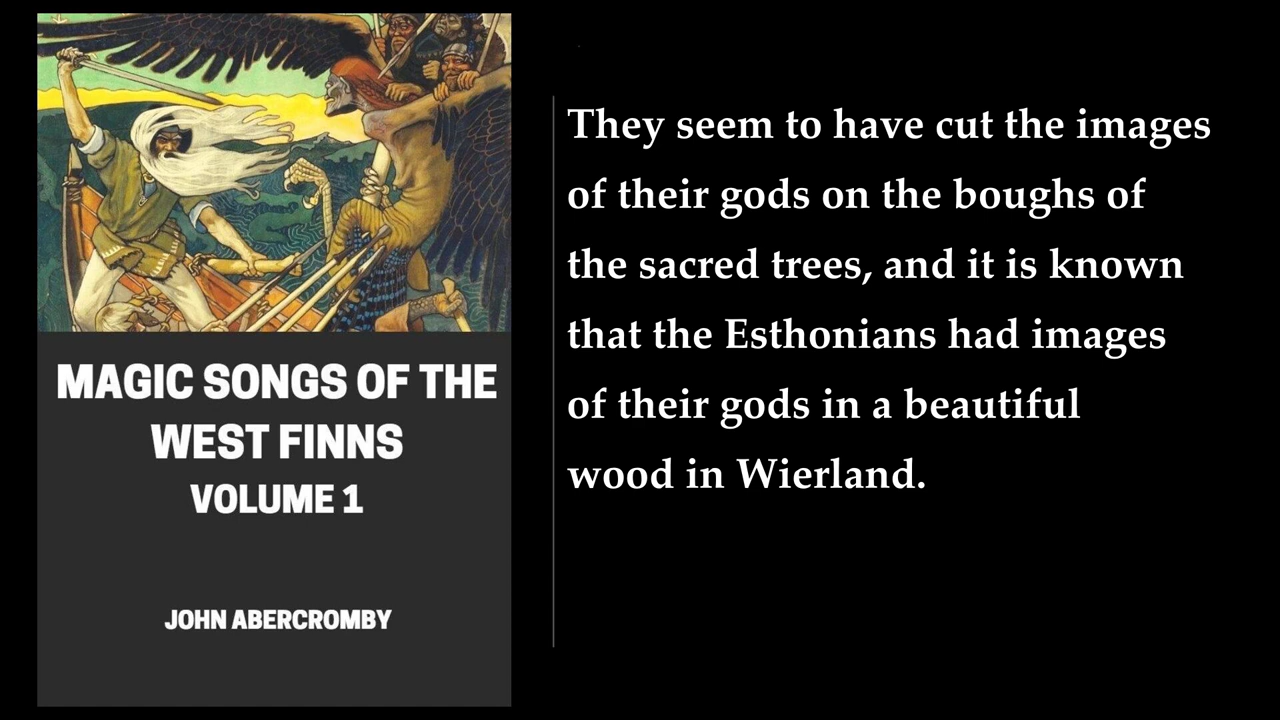 MAGIC SONGS OF THE
WEST FINNS
VOLUME 1
JOHN ABERCROMBY
They seem to have cut the images
of their gods on the boughs of
the sacred trees, and it is known
that the Esthonians had images
of their gods in a beautiful
wood in Wierland.